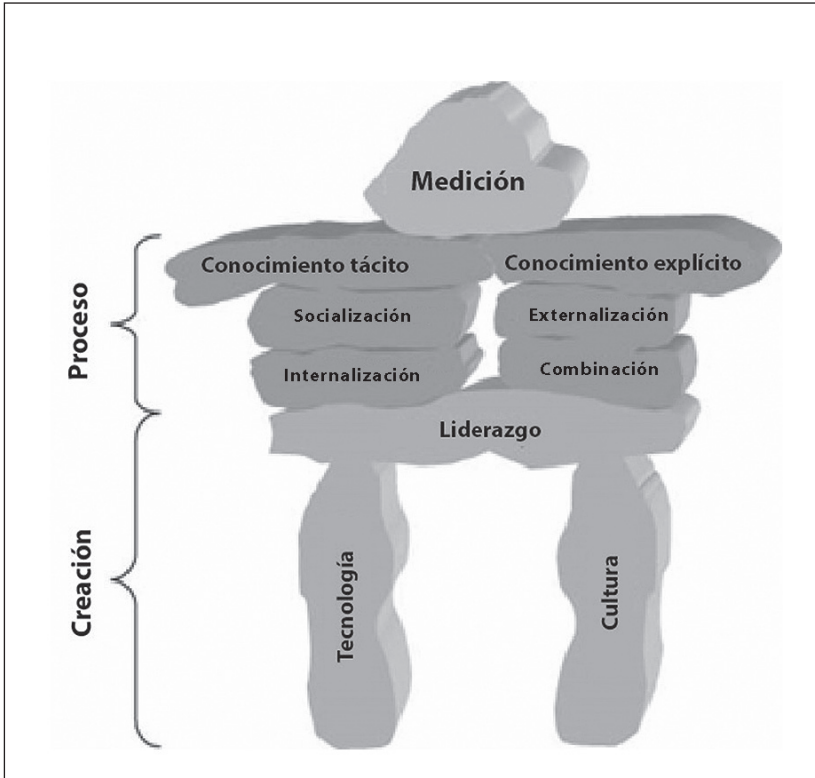 Medición
Conocimiento tácito
Conocimiento explícito
Socialización
Externalización
Internalización
Combinación
Liderazgo
Tecnología
Cultura
Proceso
Creación